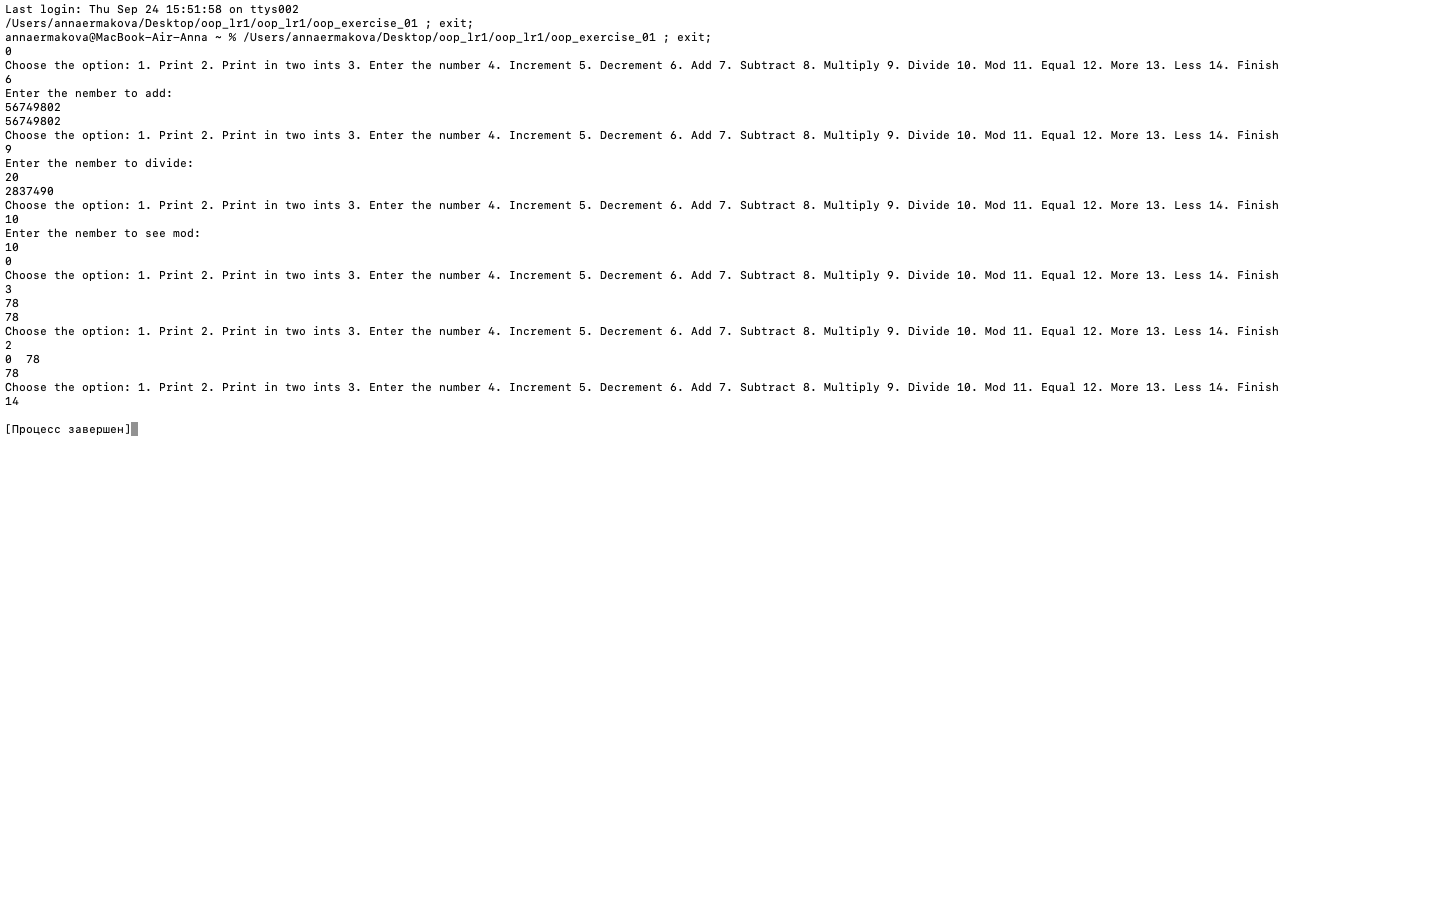 Last login: Thu Sep 24 15:51:58 on ttys002
/Users/annaermakova/Desktop/oop_lr1/oop_lr1/oop_exercise_01 ; exit;
annaermakova@MacBook-Air-Anna ~ % /Users/annaermakova/Desktop/oop_lr1/oop_lr1/oop_exercise_01 ; exit;
0
Choose the option: 1. Print 2. Print in two ints 3. Enter the number 4. Increment 5. Decrement 6. Add 7. Subtract 8. Multiply 9. Divide 10. Mod 11. Equal 12. More 13. Less 14. Finish
6
Enter the nember to add:
56749802
56749802
Choose the option: 1. Print 2. Print in two ints 3. Enter the number 4. Increment 5. Decrement 6. Add 7. Subtract 8. Multiply 9. Divide 10. Mod 11. Equal 12. More 13. Less 14. Finish
9
Enter the nember to divide:
20
2837490
Choose the option: 1. Print 2. Print in two ints 3. Enter the number 4. Increment 5. Decrement 6. Add 7. Subtract 8. Multiply 9. Divide 10. Mod 11. Equal 12. More 13. Less 14. Finish
10
Enter the nember to see mod:
10
0
Choose the option: 1. Print 2. Print in two ints 3. Enter the number 4. Increment 5. Decrement 6. Add 7. Subtract 8. Multiply 9. Divide 10. Mod 11. Equal 12. More 13. Less 14. Finish
3
78
78
Choose the option: 1. Print 2. Print in two ints 3. Enter the number 4. Increment 5. Decrement 6. Add 7. Subtract 8. Multiply 9. Divide 10. Mod 11. Equal 12. More 13. Less 14. Finish
2
0  78
78
Choose the option: 1. Print 2. Print in two ints 3. Enter the number 4. Increment 5. Decrement 6. Add 7. Subtract 8. Multiply 9. Divide 10. Mod 11. Equal 12. More 13. Less 14. Finish
14
[Процесс завершен]